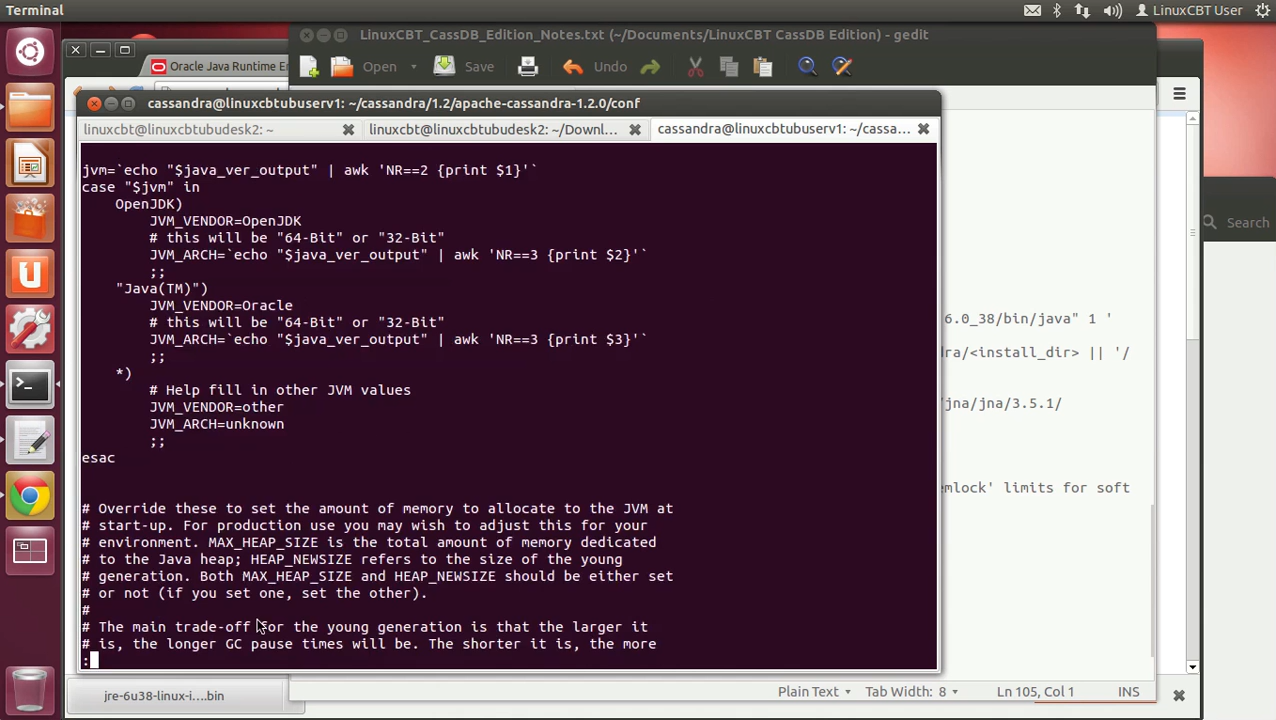 Terminal
LinuxCBT User
LinuxCBT_CassDB_Edition_Notes.txt (~/Documents/LinuxCBT CassDB Edition) - gedit
Oracle Java Runtime En
Open
Save
Undo
cassandra@linuxcbtubuserv1: ~/cassandra/1.2/apache-cassandra-1.2.0/conf
linuxcbt@linuxcbtubudesk2: ~
linuxcbt@linuxcbtubudesk2: ~/Downl...
cassandra@linuxcbtubuserv1: ~/cassa...
jvm=`echo "$java_ver_output" | awk 'NR==2 {print $1}'`
case "$jvm" in
    OpenJDK)
        JVM_VENDOR=OpenJDK
        # this will be "64-Bit" or "32-Bit"
        JVM_ARCH=`echo "$java_ver_output" | awk 'NR==3 {print $2}'`
        ;;
    "Java(TM)")
        JVM_VENDOR=Oracle
        # this will be "64-Bit" or "32-Bit"
        JVM_ARCH=`echo "$java_ver_output" | awk 'NR==3 {print $3}'`
        ;;
    *)
        # Help fill in other JVM values
        JVM_VENDOR=other
        JVM_ARCH=unknown
        ;;
esac
# Override these to set the amount of memory to allocate to the JVM at
# start-up. For production use you may wish to adjust this for your
# environment. MAX_HEAP_SIZE is the total amount of memory dedicated
# to the Java heap; HEAP_NEWSIZE refers to the size of the young
# generation. Both MAX_HEAP_SIZE and HEAP_NEWSIZE should be either set
# or not (if you set one, set the other).
#
# The main trade-off for the young generation is that the larger it
# is, the longer GC pause times will be. The shorter it is, the more
:
6.0_38/bin/java" 1 '
dra/<install_dir> || '/
/jna/jna/3.5.1/
emlock' limits for soft
Search
jre-6u38-linux-i....bin
Plain Text
Tab Width: 8
Ln 105, Col 1
INS